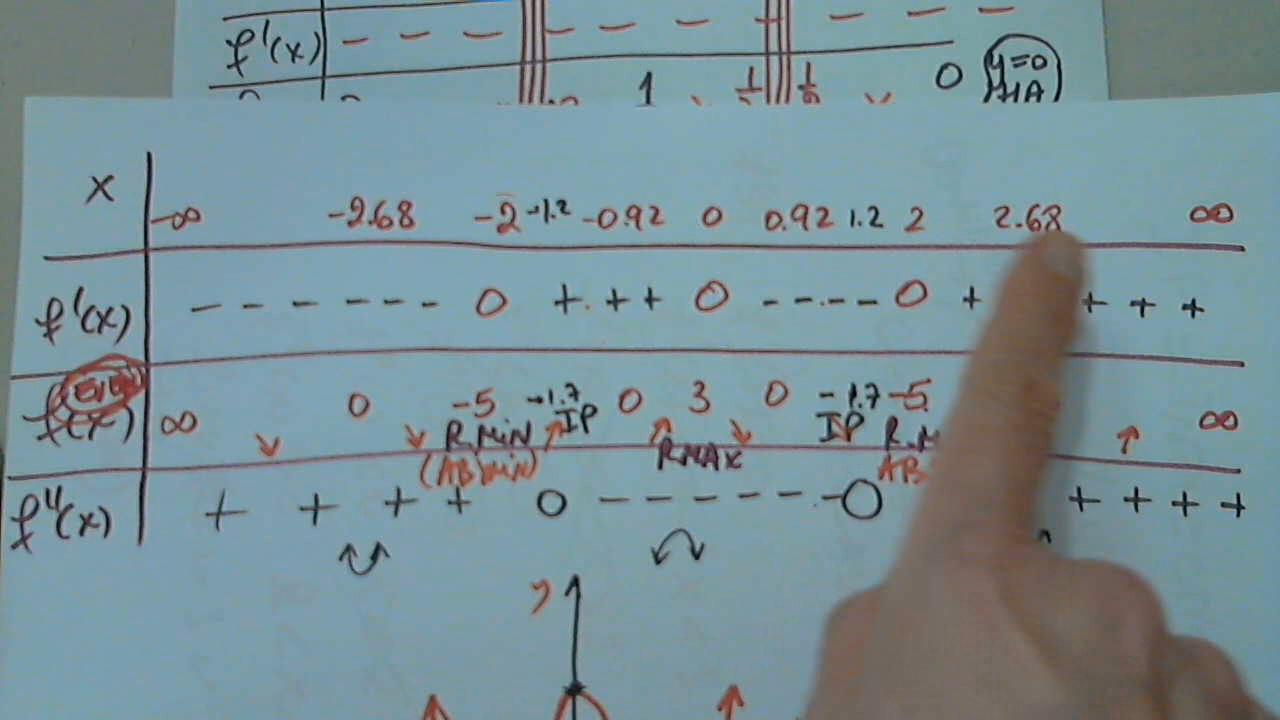 f'(x) - - - - - - - - - -
1 0 y=0 HA
x -∞ -2.68 -2 -1.2 -0.92 0 0.92 1.2 2 2.68 ∞
f'(x) - - - - - - 0 + + + 0 - - - - 0 + + + +
f(x) ∞ ↘ 0 ↘ -5 ↗ -1.7 0 ↗ 3 ↘ 0 -1.7 -5 ↗ ∞
R.MIN IP RMAX IP
(AB MIN) AB
f''(x) + + + + 0 - - - - - - 0 + + + +
y